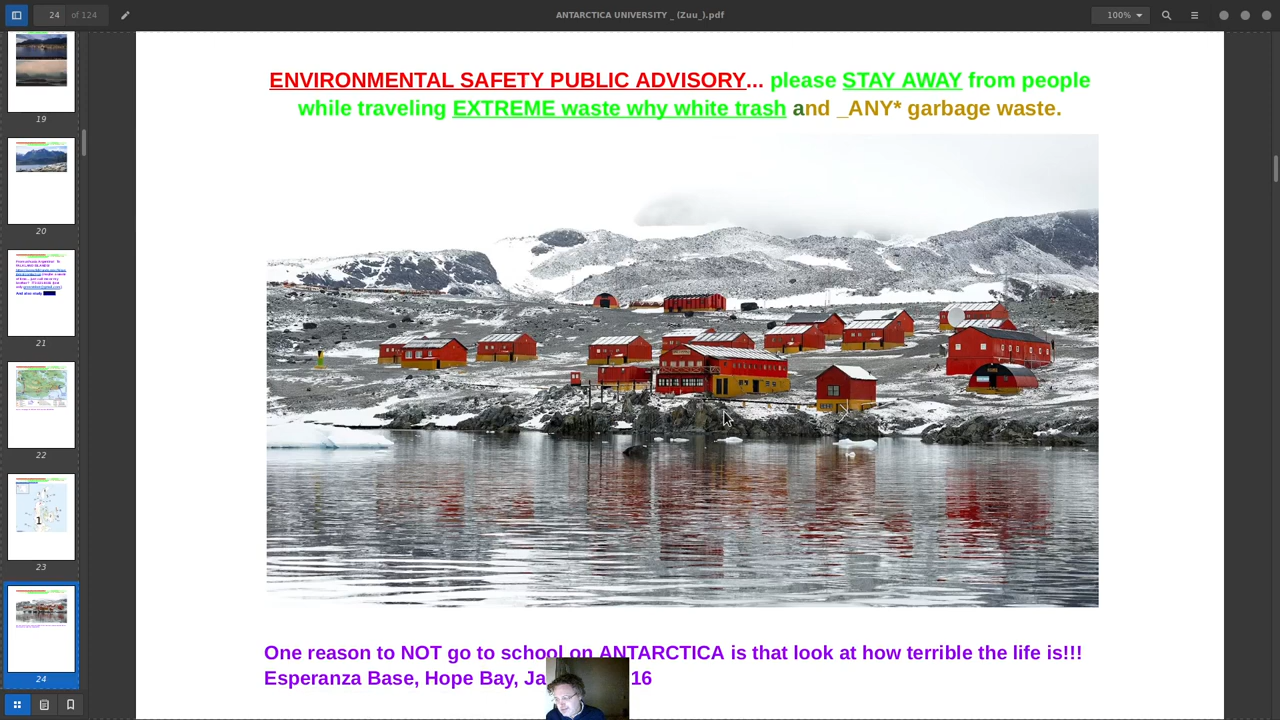 24 of 124
ANTARCTICA UNIVERSITY _ (Zuu_).pdf
100%
19
20
21
22
23
24
ENVIRONMENTAL SAFETY PUBLIC ADVISORY... please STAY AWAY from people
while traveling EXTREME waste why white trash and _ANY* garbage waste.
One reason to NOT go to school on ANTARCTICA is that look at how terrible the life is!!!
Esperanza Base, Hope Bay, Ja 16